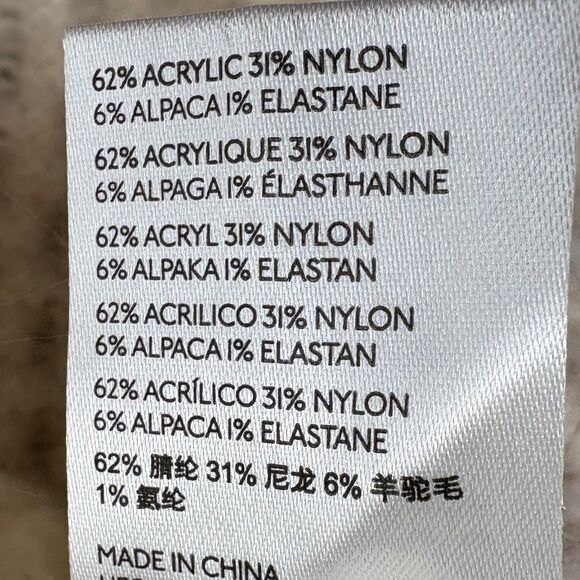 62% ACRYLIC 31% NYLON
6% ALPACA 1% ELASTANE
62% ACRYLIQUE 31% NYLON
6% ALPAGA 1% ÉLASTHANNE
62% ACRYL 31% NYLON
6% ALPAKA 1% ELASTAN
62% ACRILICO 31% NYLON
6% ALPACA 1% ELASTAN
62% ACRÍLICO 31% NYLON
6% ALPACA 1% ELASTANE
62% 腈纶 31% 尼龙 6% 羊驼毛
1% 氨纶
MADE IN CHINA